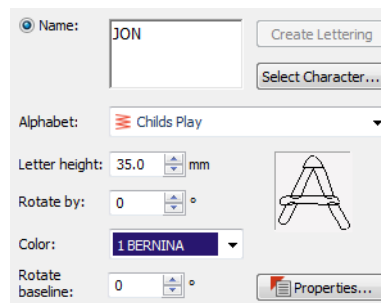 Name: JON Create Lettering
Select Character...
Alphabet: Childs Play
Letter height: 35.0 mm
Rotate by: 0 °
Color: 1 BERNINA
Rotate
baseline: 0 ° Properties...